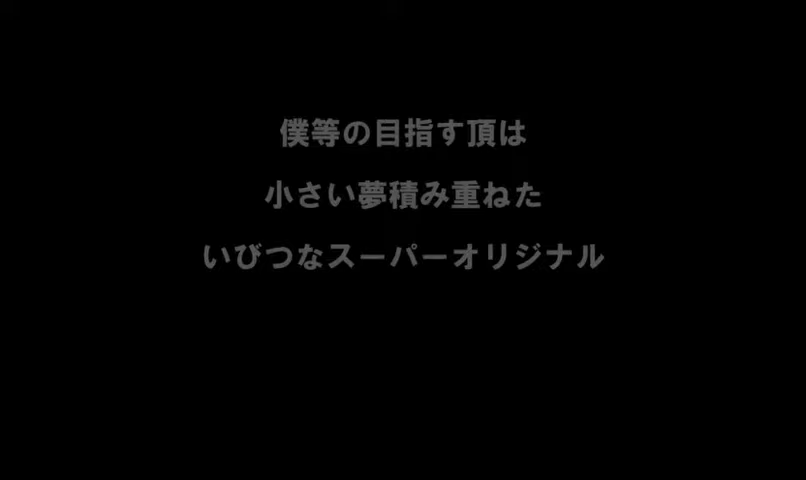 僕等の目指す頂は
小さい夢積み重ねた
いびつなスーパーオリジナル